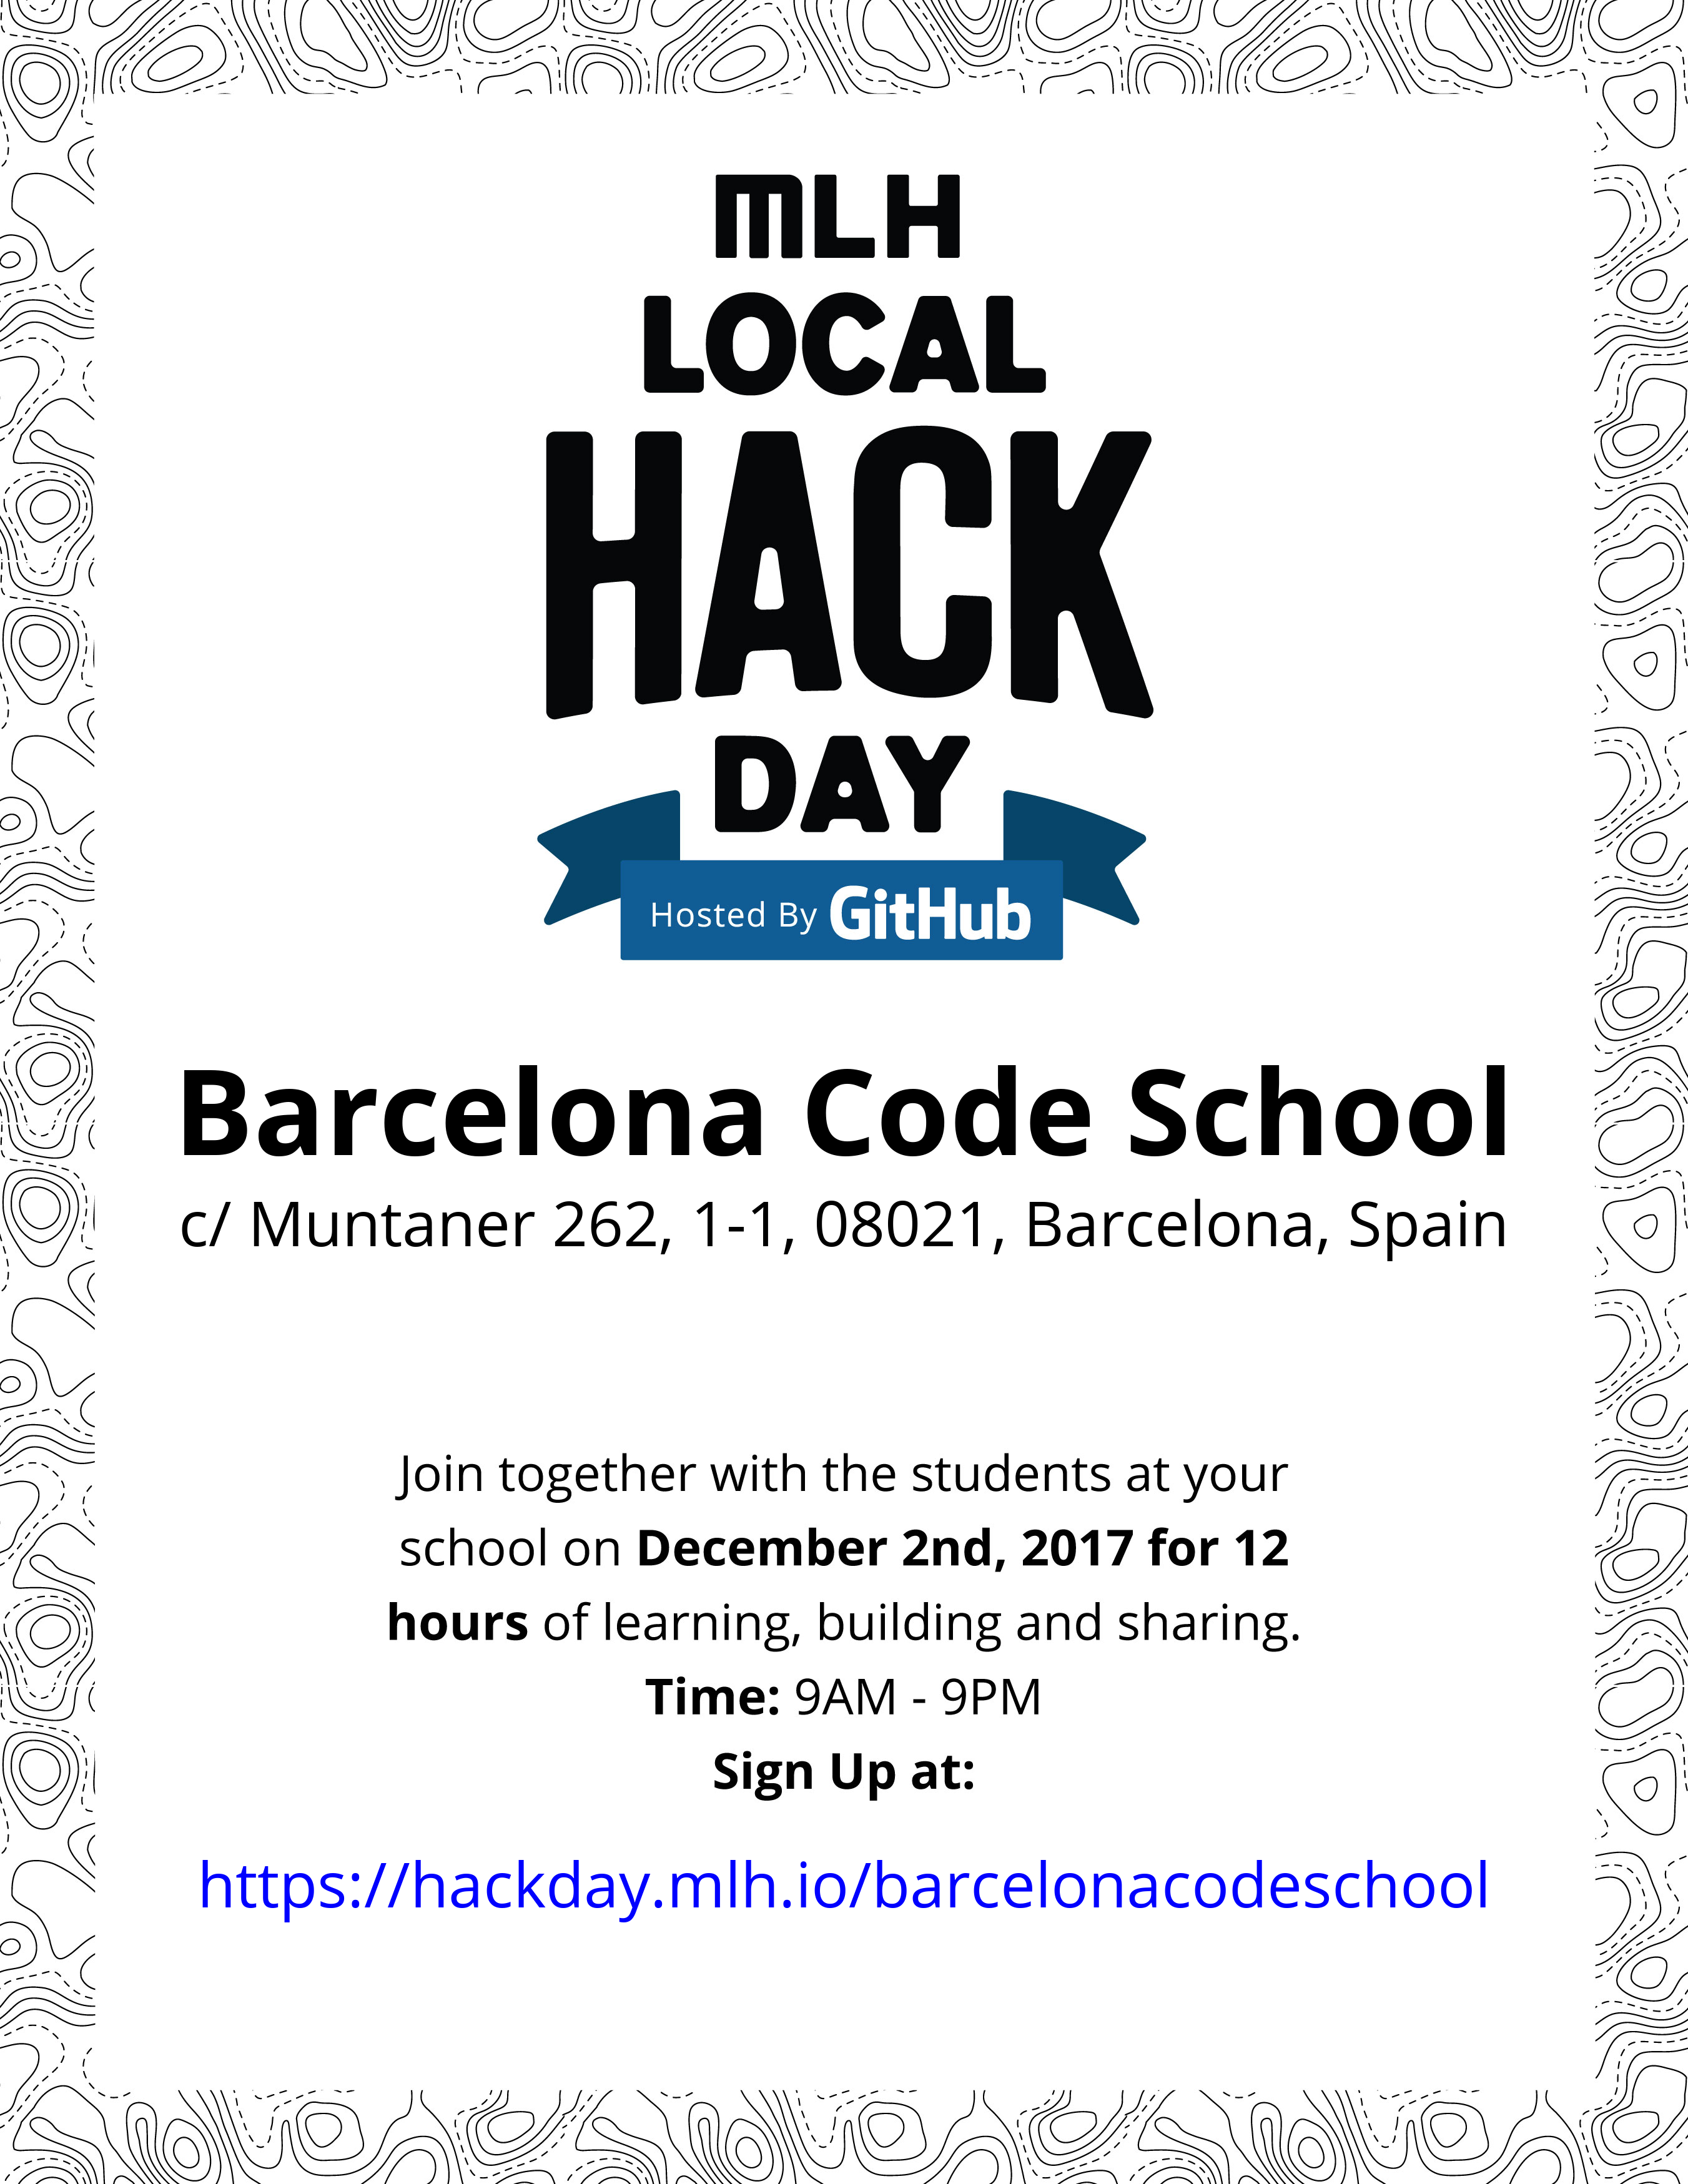 MLH
LOCAL
HACK
DAY
Hosted By GitHub
Barcelona Code School
c/ Muntaner 262, 1-1, 08021, Barcelona, Spain
Join together with the students at your
school on December 2nd, 2017 for 12
hours of learning, building and sharing.
Time: 9AM - 9PM
Sign Up at:
https://hackday.mlh.io/barcelonacodeschool